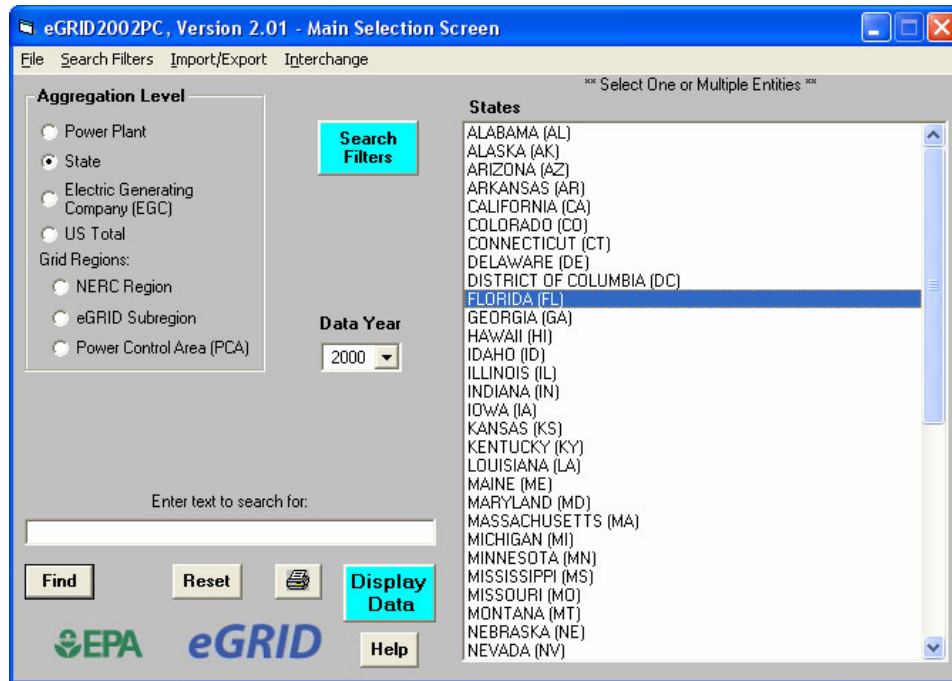 eGRID2002PC, Version 2.01 - Main Selection Screen
File Search Filters Import/Export Interchange
** Select One or Multiple Entities **
Aggregation Level
Power Plant
State
Electric Generating
Company (EGC)
US Total
Grid Regions:
NERC Region
eGRID Subregion
Power Control Area (PCA)
Search
Filters
Data Year
2000
States
ALABAMA (AL)
ALASKA (AK)
ARIZONA (AZ)
ARKANSAS (AR)
CALIFORNIA (CA)
COLORADO (CO)
CONNECTICUT (CT)
DELAWARE (DE)
DISTRICT OF COLUMBIA (DC)
FLORIDA (FL)
GEORGIA (GA)
HAWAII (HI)
IDAHO (ID)
ILLINOIS (IL)
INDIANA (IN)
IOWA (IA)
KANSAS (KS)
KENTUCKY (KY)
LOUISIANA (LA)
MAINE (ME)
MARYLAND (MD)
MASSACHUSETTS (MA)
MICHIGAN (MI)
MINNESOTA (MN)
MISSISSIPPI (MS)
MISSOURI (MO)
MONTANA (MT)
NEBRASKA (NE)
NEVADA (NV)
Enter text to search for:
Find
Reset
Display
Data
EPA
eGRID
Help